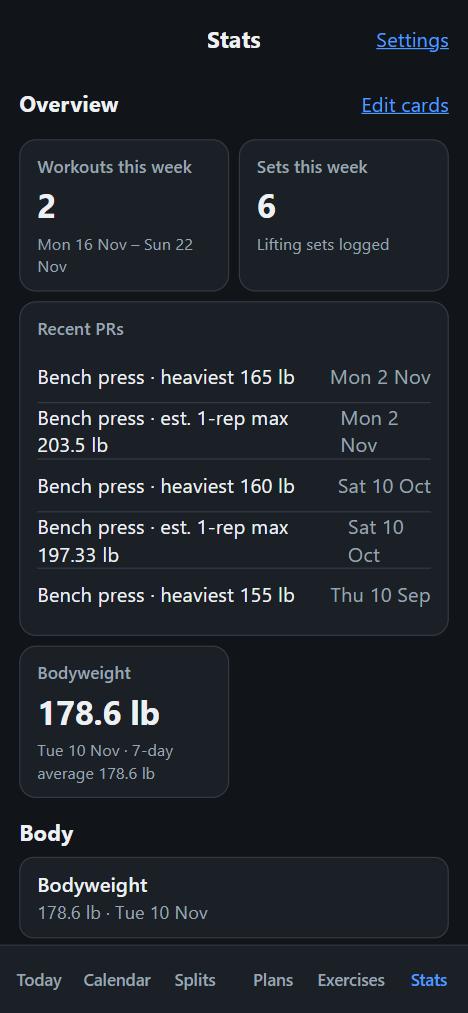 Stats
Settings
Overview
Edit cards
Workouts this week
2
Mon 16 Nov – Sun 22
Nov
Sets this week
6
Lifting sets logged
Recent PRs
Bench press · heaviest 165 lb
Mon 2 Nov
Bench press · est. 1-rep max
203.5 lb
Mon 2
Nov
Bench press · heaviest 160 lb
Sat 10 Oct
Bench press · est. 1-rep max
197.33 lb
Sat 10
Oct
Bench press · heaviest 155 lb
Thu 10 Sep
Bodyweight
178.6 lb
Tue 10 Nov · 7-day
average 178.6 lb
Body
Bodyweight
178.6 lb · Tue 10 Nov
Today
Calendar
Splits
Plans
Exercises
Stats